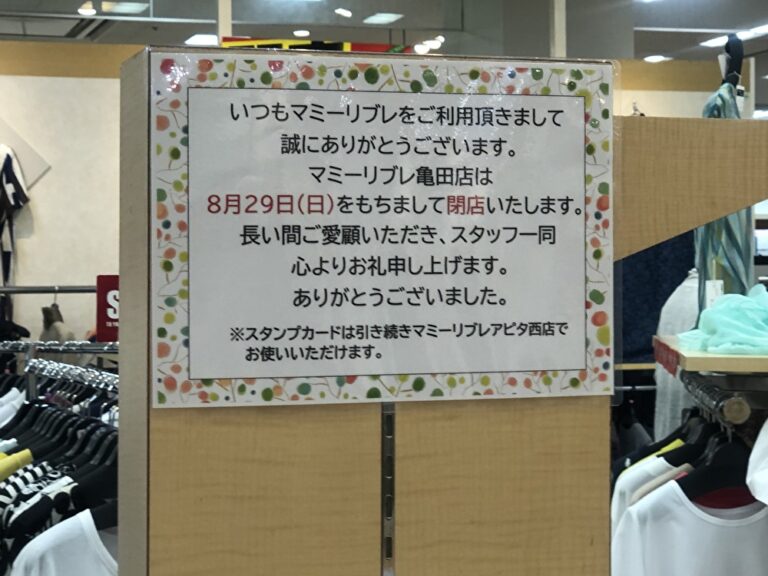 いつもマミーリブレをご利用頂きまして
誠にありがとうございます。
マミーリブレ亀田店は
8月29日(日)をもちまして閉店いたします。
長い間ご愛顧いただき、スタッフ一同
心よりお礼申し上げます。
ありがとうございました。
※スタンプカードは引き続きマミーリブレアピタ西店で
お使いいただけます。